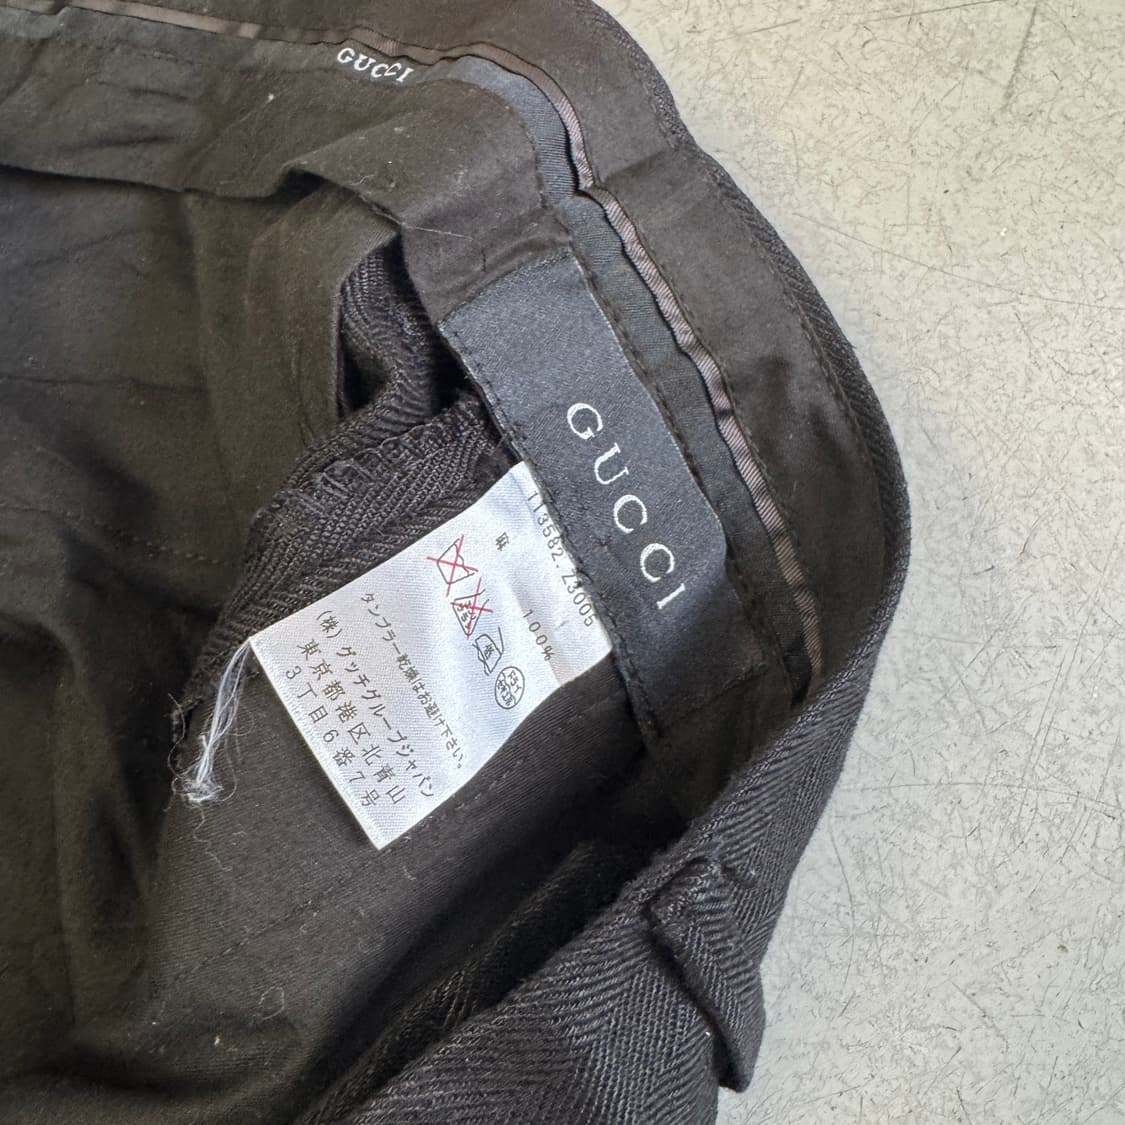 GUCCI
GUCCI
113582.Z3005
100%
タンブラー乾燥はお避け下さい。
(株)グッチグループジャパン
東京都港区北青山
3丁目6番7号